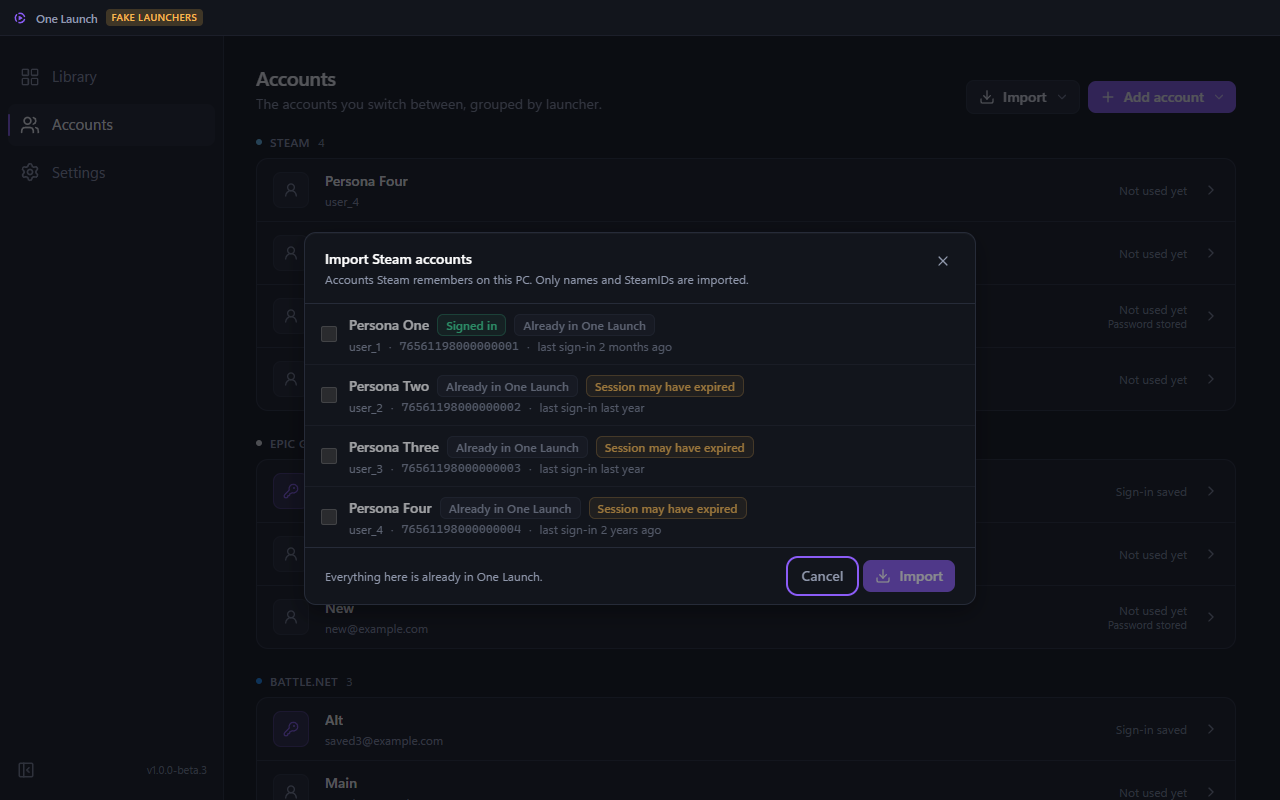 One Launch FAKE LAUNCHERS
Library
Accounts
Settings
v1.0.0-beta.3
Accounts
The accounts you switch between, grouped by launcher.
Import
Add account
STEAM 4
Persona Four
user_4
Not used yet
Not used yet
Not used yet
Password stored
Not used yet
Import Steam accounts
Accounts Steam remembers on this PC. Only names and SteamIDs are imported.
Persona One Signed in Already in One Launch
user_1 · 76561198000000001 · last sign-in 2 months ago
Persona Two Already in One Launch Session may have expired
user_2 · 76561198000000002 · last sign-in last year
Persona Three Already in One Launch Session may have expired
user_3 · 76561198000000003 · last sign-in last year
Persona Four Already in One Launch Session may have expired
user_4 · 76561198000000004 · last sign-in 2 years ago
Everything here is already in One Launch.
Cancel
Import
EPIC
Sign-in saved
Not used yet
New
new@example.com
Not used yet
Password stored
BATTLE.NET 3
Alt
saved3@example.com
Sign-in saved
Main
Not used yet